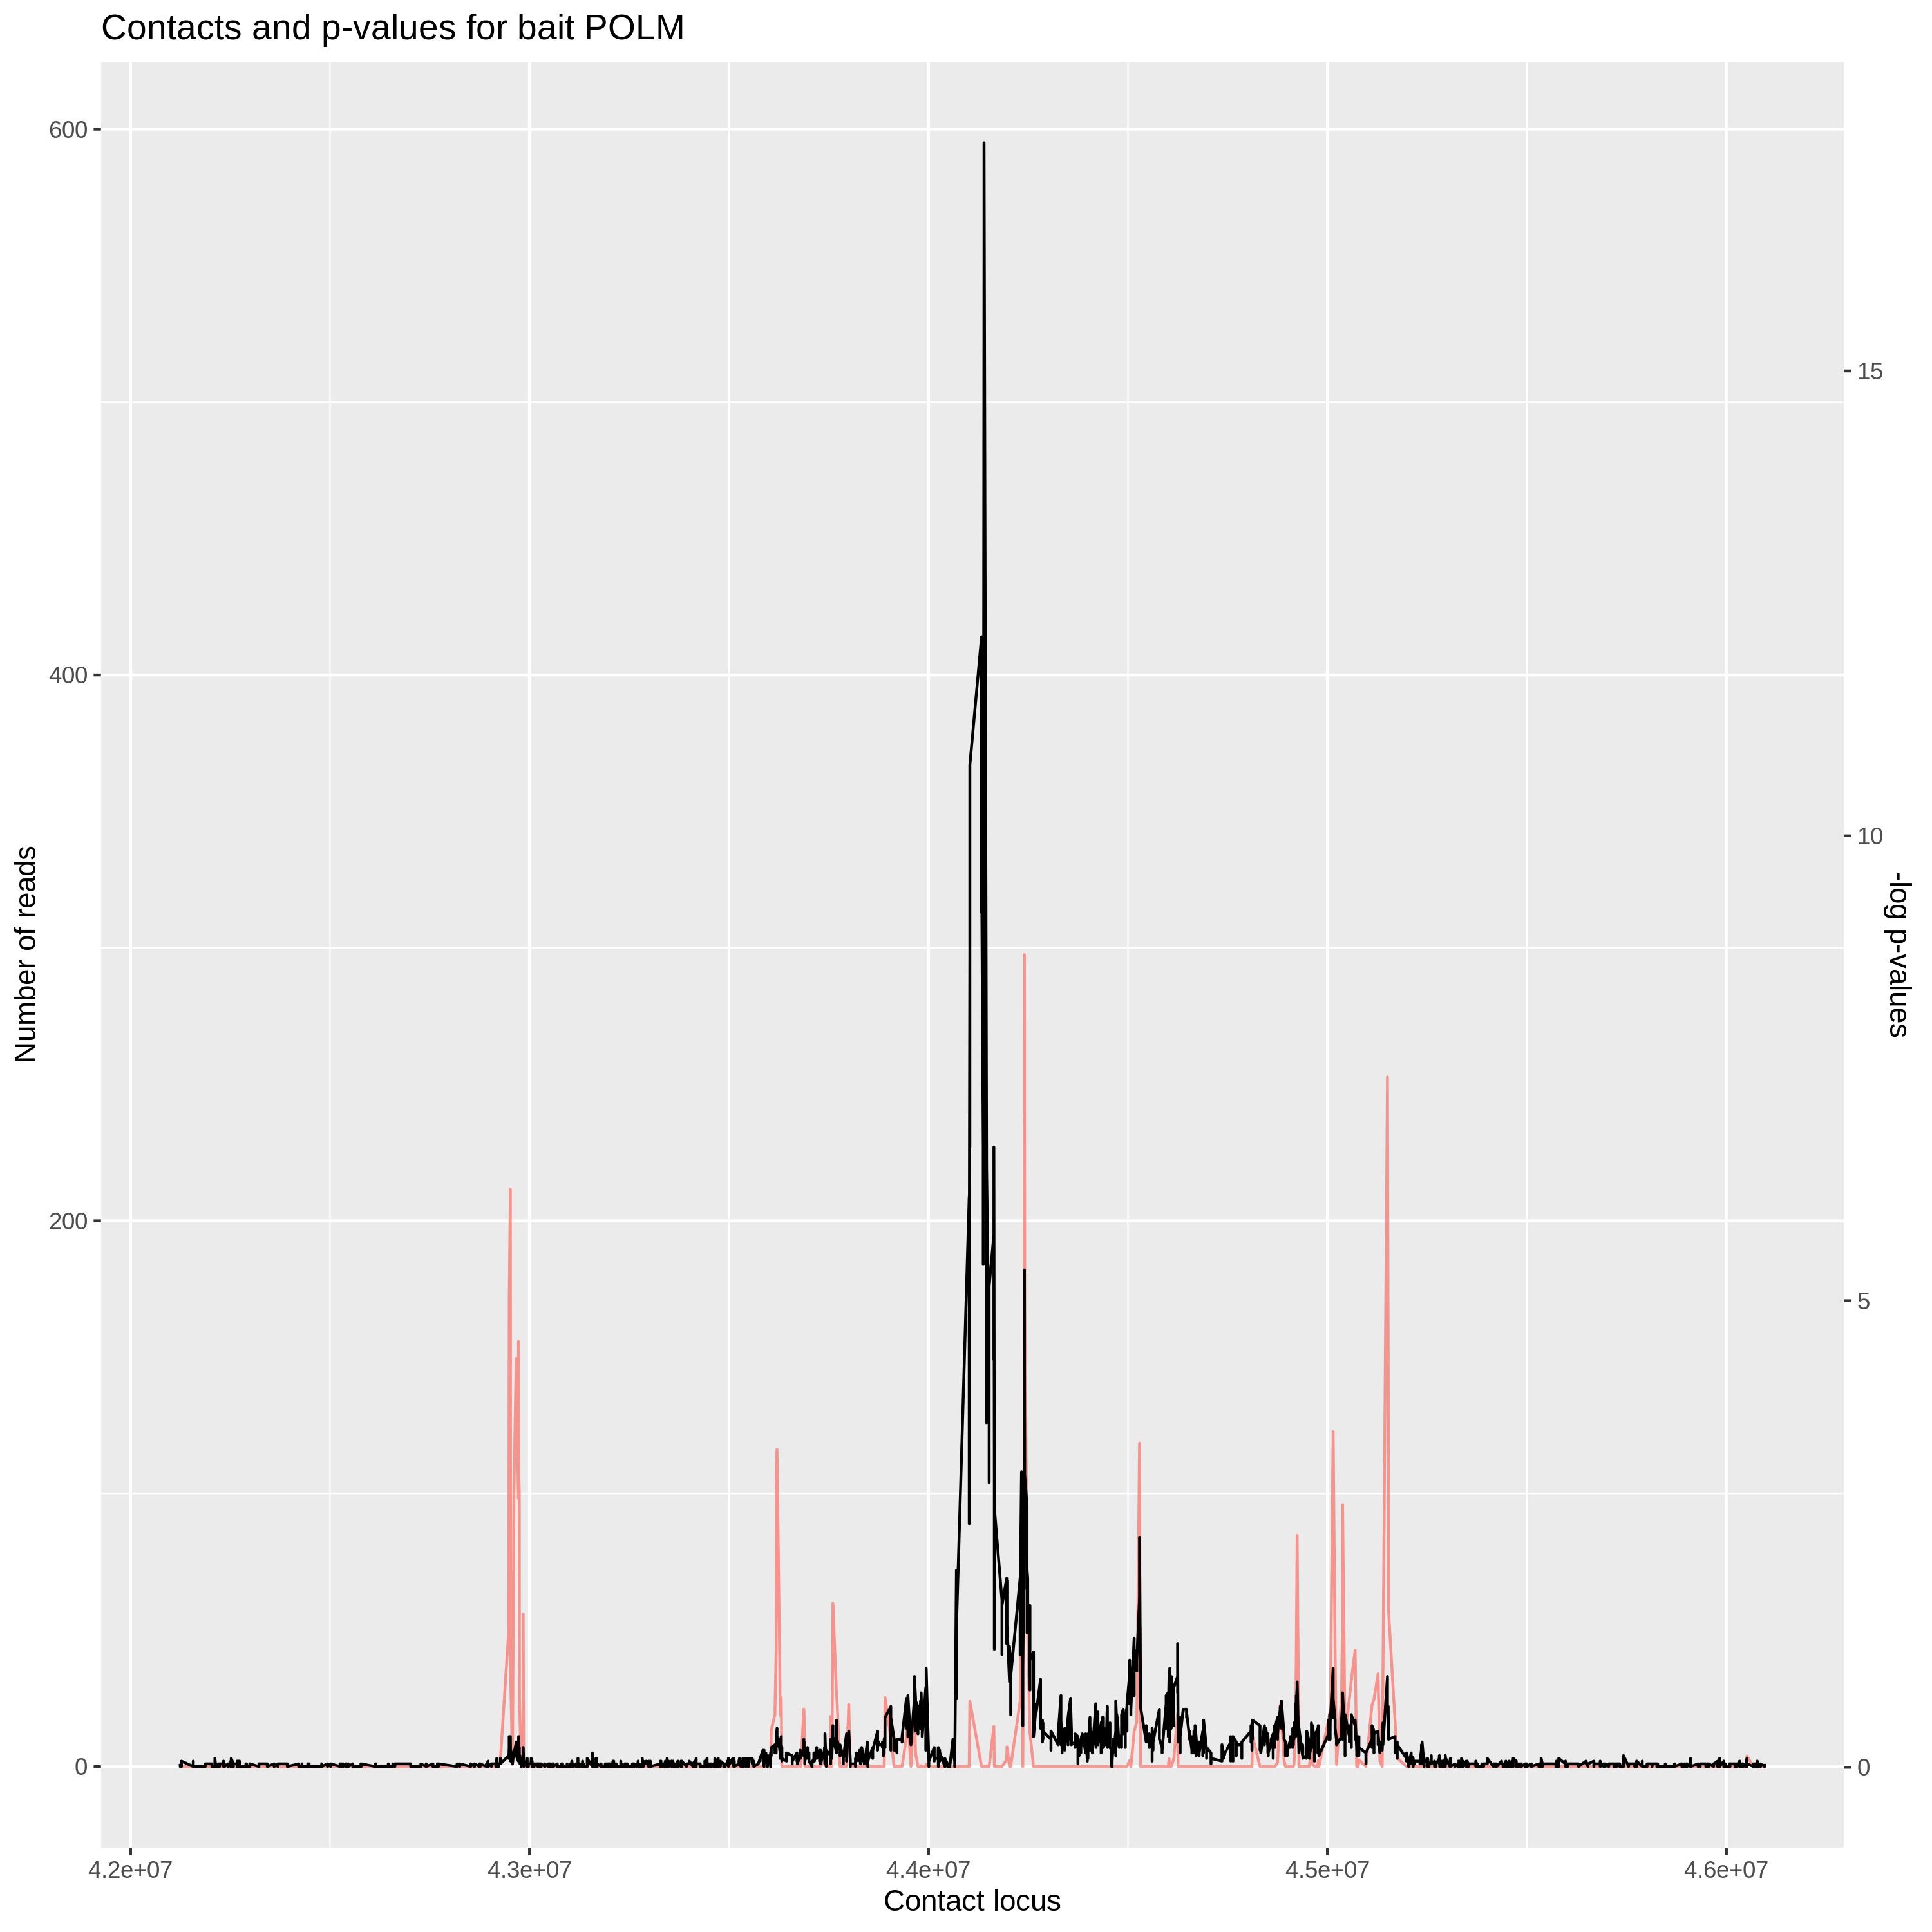 Contacts and p-values for bait POLM
Number of reads
600
400
200
0
15
10
5
0
-log p-values
4.2e+07
4.3e+07
4.4e+07
4.5e+07
4.6e+07
Contact locus